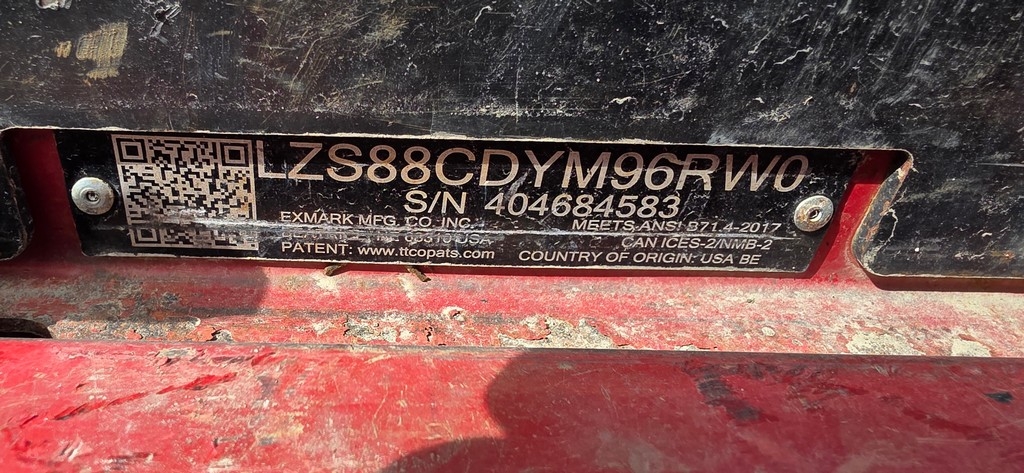 LZS88CDYM96RW0
S/N 404684583
EXMARK MFG. CO. INC. MEETS ANSI B71.4-2017
USA CAN ICES-2/NMB-2
PATENT: www.ttcopats.com COUNTRY OF ORIGIN: USA BE